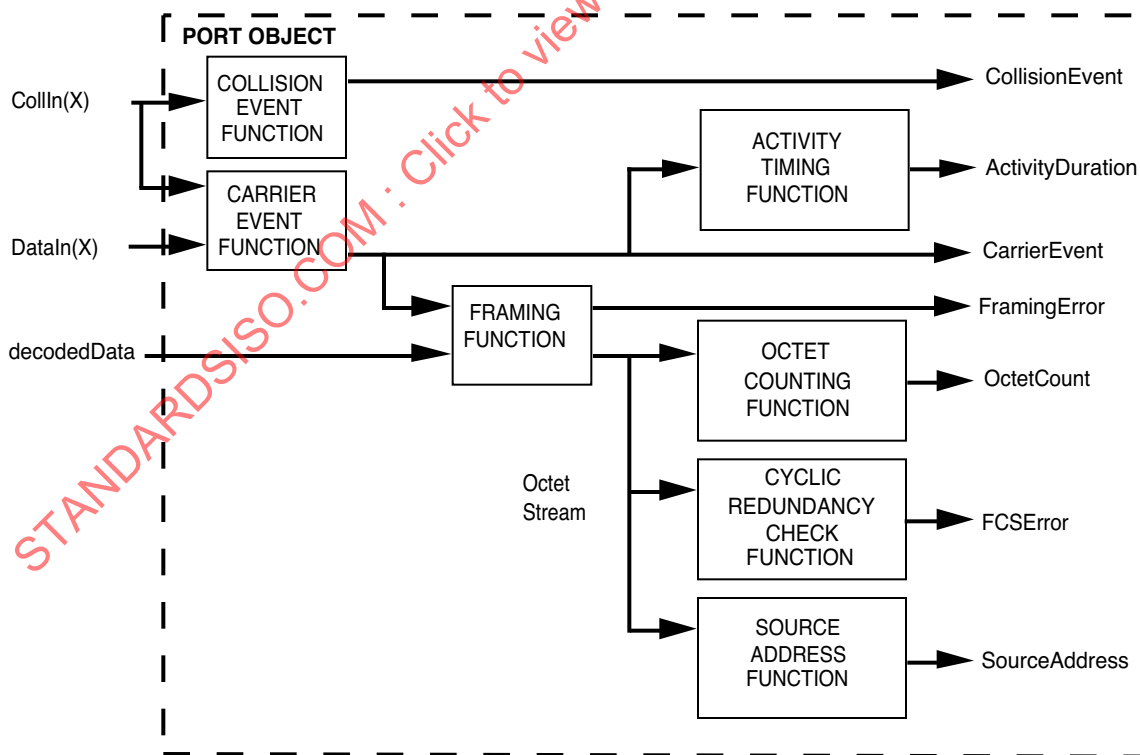 PORT OBJECT
CollIn(X)
COLLISION
EVENT
FUNCTION
CollisionEvent
CARRIER
EVENT
FUNCTION
DataIn(X)
ACTIVITY
TIMING
FUNCTION
ActivityDuration
CarrierEvent
FRAMING
FUNCTION
FramingError
decodedData
OCTET
COUNTING
FUNCTION
OctetCount
Octet
Stream
CYCLIC
REDUNDANCY
CHECK
FUNCTION
FCSError
SOURCE
ADDRESS
FUNCTION
SourceAddress
STANDARDSISO.COM : Click to view